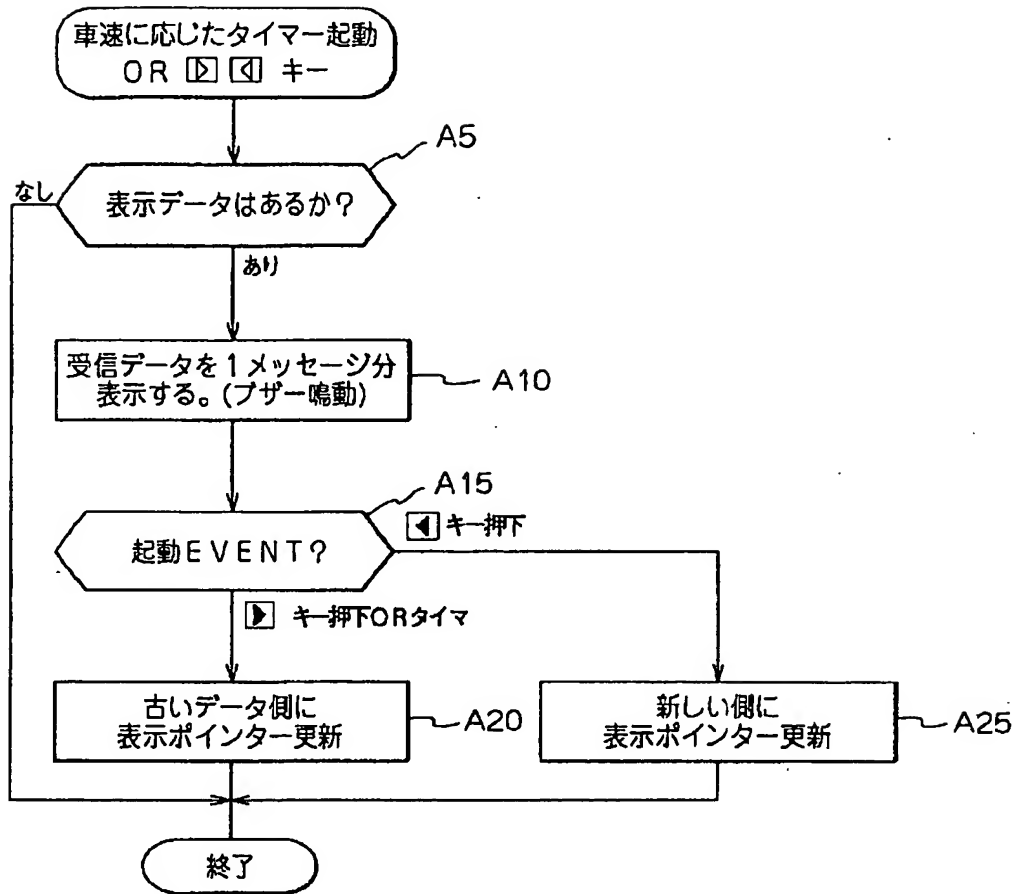 車速に応じたタイマー起動
OR ▷ ◁ キー
A5
なし
表示データはあるか?
あり
受信データを1メッセージ分
表示する。(ブザー鳴動)
A10
A15
◀ キー押下
起動EVENT?
▶ キー押下ORタイマ
古いデータ側に
表示ポインター更新
A20
新しい側に
表示ポインター更新
A25
終了